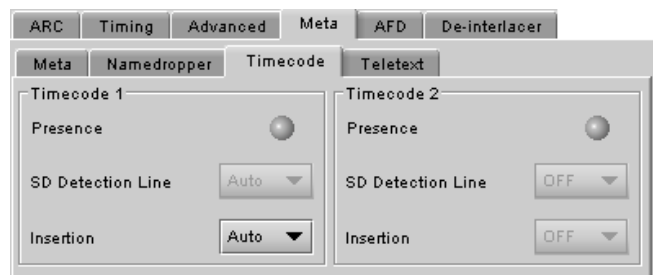 ARC Timing Advanced Meta AFD De-interlacer
Meta Namedropper Timecode Teletext
Timecode 1
Presence
SD Detection Line Auto
Insertion Auto
Timecode 2
Presence
SD Detection Line OFF
Insertion OFF